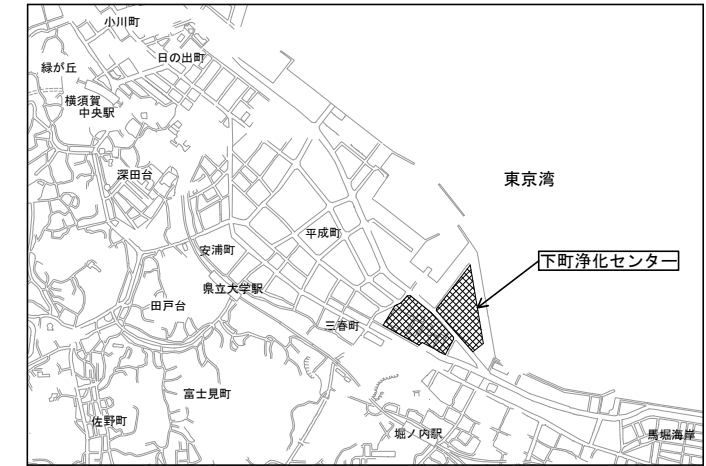 小川町
日の出町
緑が丘
横須賀
中央駅
深田台
東京湾
平成町
安浦町
下町浄化センター
県立大学駅
田戸台
三春町
富士見町
佐野町
堀ノ内駅
馬堀海岸